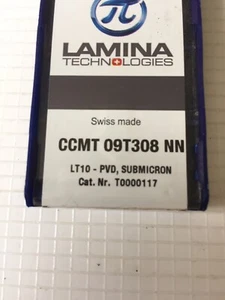 π
LAMINA
TECHNOLOGIES
Swiss made
CCMT 09T308 NN
LT10 - PVD, SUBMICRON
Cat. Nr. T0000117